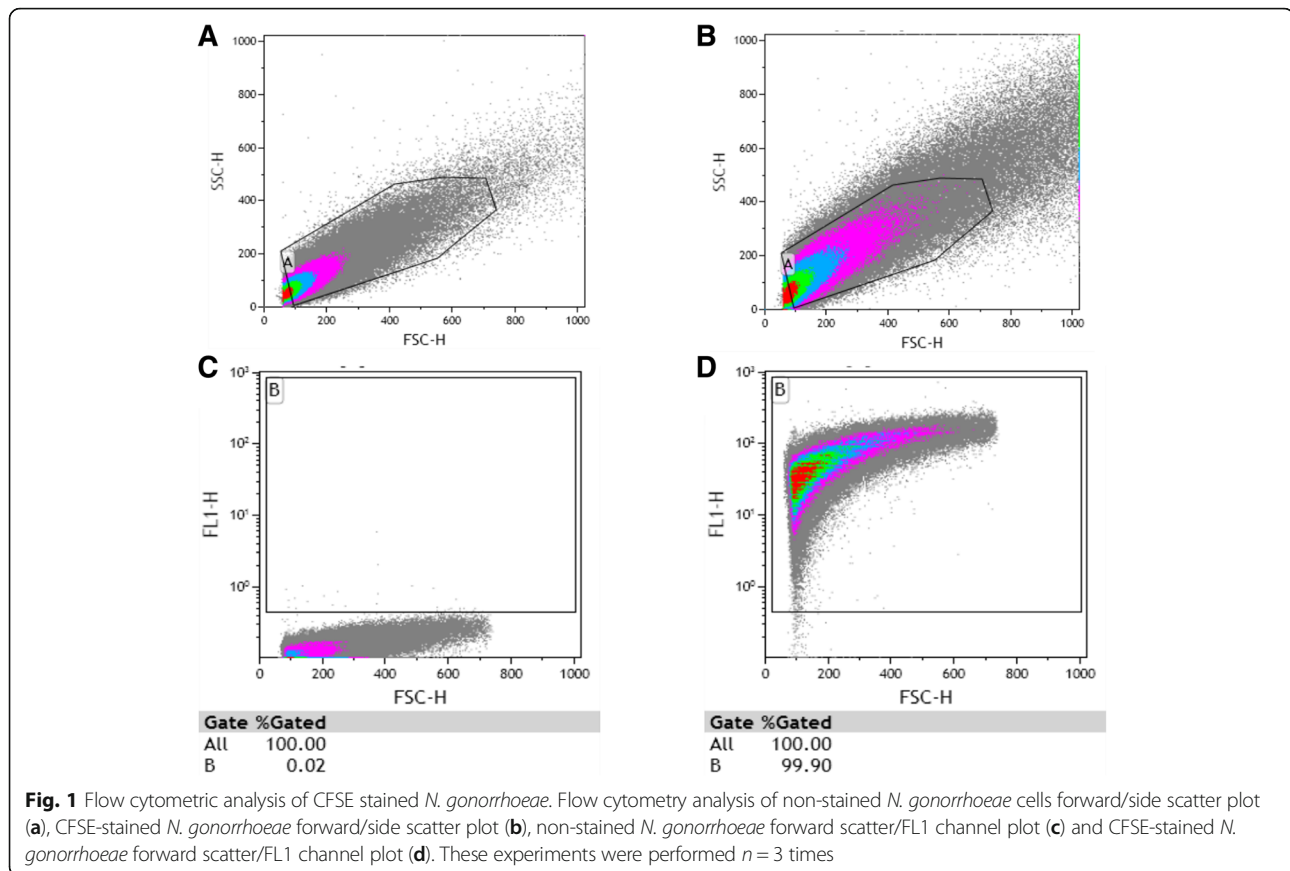 A
1000
800
600
400
200
0
SSC-H
A
0 200 400 600 800 1000
FSC-H
B
1000
800
600
400
200
0
SSC-H
A
0 200 400 600 800 1000
FSC-H
C
10³
10²
10¹
10⁰
FL1-H
B
0 200 400 600 800 1000
FSC-H
Gate %Gated
All 100.00
B 0.02
D
10³
10²
10¹
10⁰
FL1-H
B
0 200 400 600 800 1000
FSC-H
Gate %Gated
All 100.00
B 99.90
Fig. 1 Flow cytometric analysis of CFSE stained N. gonorrhoeae. Flow cytometry analysis of non-stained N. gonorrhoeae cells forward/side scatter plot
(a), CFSE-stained N. gonorrhoeae forward/side scatter plot (b), non-stained N. gonorrhoeae forward scatter/FL1 channel plot (c) and CFSE-stained N.
gonorrhoeae forward scatter/FL1 channel plot (d). These experiments were performed n = 3 times